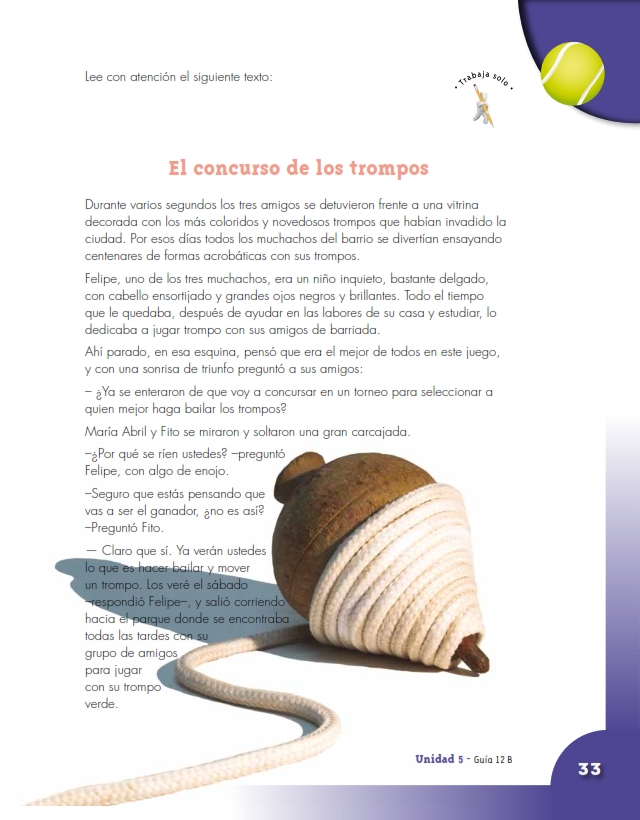 Lee con atención el siguiente texto:
• Trabaja solo •
El concurso de los trompos
Durante varios segundos los tres amigos se detuvieron frente a una vitrina
decorada con los más coloridos y novedosos trompos que habían invadido la
ciudad. Por esos días todos los muchachos del barrio se divertían ensayando
centenares de formas acrobáticas con sus trompos.
Felipe, uno de los tres muchachos, era un niño inquieto, bastante delgado,
con cabello ensortijado y grandes ojos negros y brillantes. Todo el tiempo
que le quedaba, después de ayudar en las labores de su casa y estudiar, lo
dedicaba a jugar trompo con sus amigos de barriada.
Ahí parado, en esa esquina, pensó que era el mejor de todos en este juego,
y con una sonrisa de triunfo preguntó a sus amigos:
– ¿Ya se enteraron de que voy a concursar en un torneo para seleccionar a
quien mejor haga bailar los trompos?
María Abril y Fito se miraron y soltaron una gran carcajada.
–¿Por qué se ríen ustedes? –preguntó
Felipe, con algo de enojo.
–Seguro que estás pensando que
vas a ser el ganador, ¿no es así?
–Preguntó Fito.
— Claro que sí. Ya verán ustedes
lo que es hacer bailar y mover
un trompo. Los veré el sábado
–respondió Felipe–, y salió corriendo
hacia el parque donde se encontraba
todas las tardes con su
grupo de amigos
para jugar
con su trompo
verde.
Unidad 5 - Guía 12 B
33